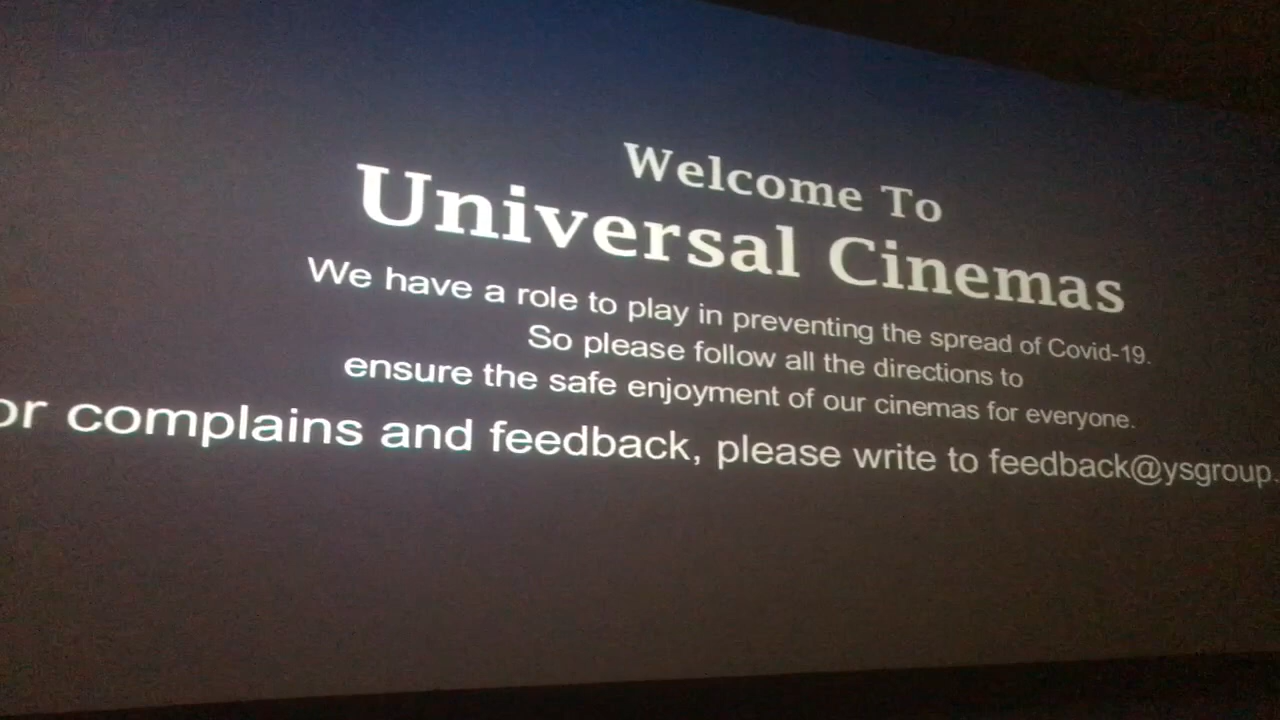 Welcome To
Universal Cinemas
We have a role to play in preventing the spread of Covid-19.
So please follow all the directions to
ensure the safe enjoyment of our cinemas for everyone.
or complains and feedback, please write to feedback@ysgroup.